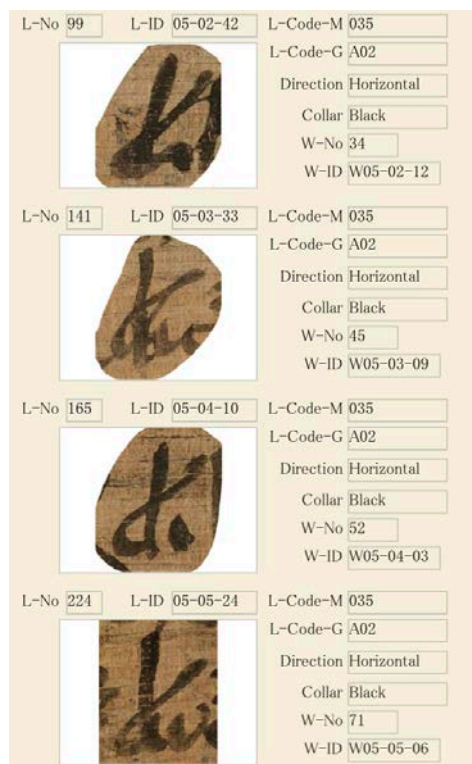 L-No 99 L-ID 05-02-42 L-Code-M 035
L-Code-G A02
Direction Horizontal
Collar Black
W-No 34
W-ID W05-02-12
L-No 141 L-ID 05-03-33 L-Code-M 035
L-Code-G A02
Direction Horizontal
Collar Black
W-No 45
W-ID W05-03-09
L-No 165 L-ID 05-04-10 L-Code-M 035
L-Code-G A02
Direction Horizontal
Collar Black
W-No 52
W-ID W05-04-03
L-No 224 L-ID 05-05-24 L-Code-M 035
L-Code-G A02
Direction Horizontal
Collar Black
W-No 71
W-ID W05-05-06